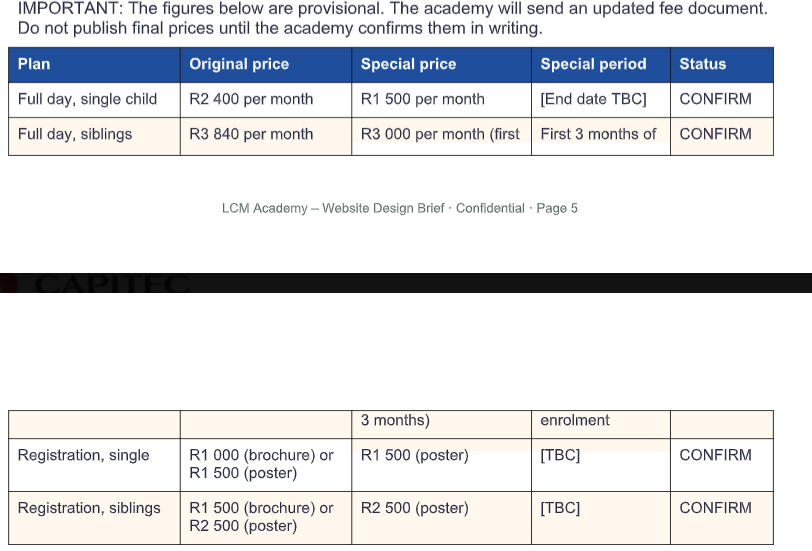 IMPORTANT: The figures below are provisional. The academy will send an updated fee document.
Do not publish final prices until the academy confirms them in writing.
Plan Original price Special price Special period Status
Full day, single child R2 400 per month R1 500 per month [End date TBC] CONFIRM
Full day, siblings R3 840 per month R3 000 per month (first First 3 months of CONFIRM
LCM Academy – Website Design Brief · Confidential · Page 5
CAPITEC
3 months) enrolment
Registration, single R1 000 (brochure) or R1 500 (poster) [TBC] CONFIRM
R1 500 (poster)
Registration, siblings R1 500 (brochure) or R2 500 (poster) [TBC] CONFIRM
R2 500 (poster)